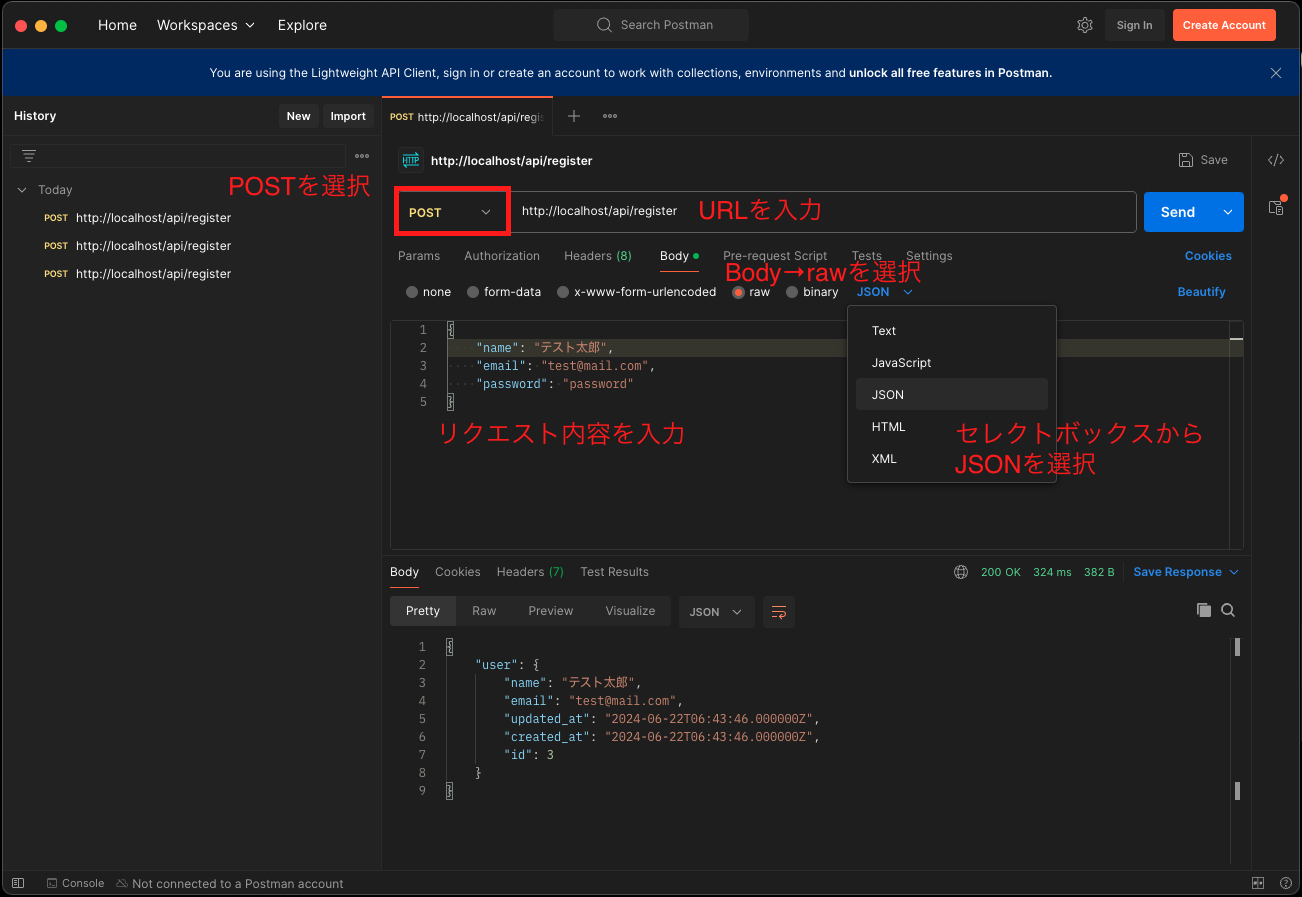 Home Workspaces Explore Search Postman Sign In Create Account
You are using the Lightweight API Client, sign in or create an account to work with collections, environments and unlock all free features in Postman.
History New Import
POST http://localhost/api/regis
HTTP http://localhost/api/register Save
Today
POSTを選択
POST http://localhost/api/register
POST http://localhost/api/register
POST http://localhost/api/register
POST http://localhost/api/register URLを入力 Send
Params Authorization Headers (8) Body Pre-request Script Tests Settings Cookies
Body→rawを選択
none form-data x-www-form-urlencoded raw binary JSON Beautify
1 {
2 "name": "テスト太郎",
3 "email": "test@mail.com",
4 "password": "password"
5 }
リクエスト内容を入力
Text
JavaScript
JSON
HTML
XML
セレクトボックスから
JSONを選択
Body Cookies Headers (7) Test Results 200 OK 324 ms 382 B Save Response
Pretty Raw Preview Visualize JSON
1 {
2 "user": {
3 "name": "テスト太郎",
4 "email": "test@mail.com",
5 "updated_at": "2024-06-22T06:43:46.000000Z",
6 "created_at": "2024-06-22T06:43:46.000000Z",
7 "id": 3
8 }
9 }
Console Not connected to a Postman account